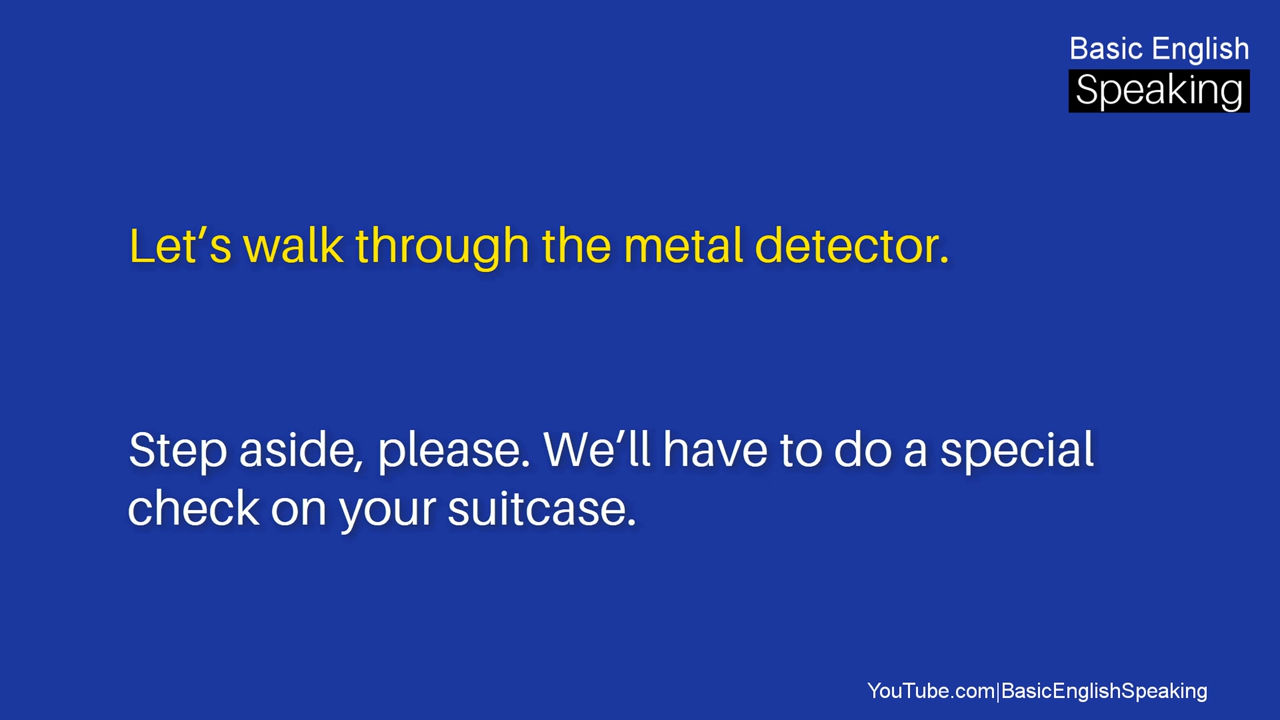 Basic English
Speaking
Let’s walk through the metal detector.
Step aside, please. We’ll have to do a special
check on your suitcase.
YouTube.com|BasicEnglishSpeaking